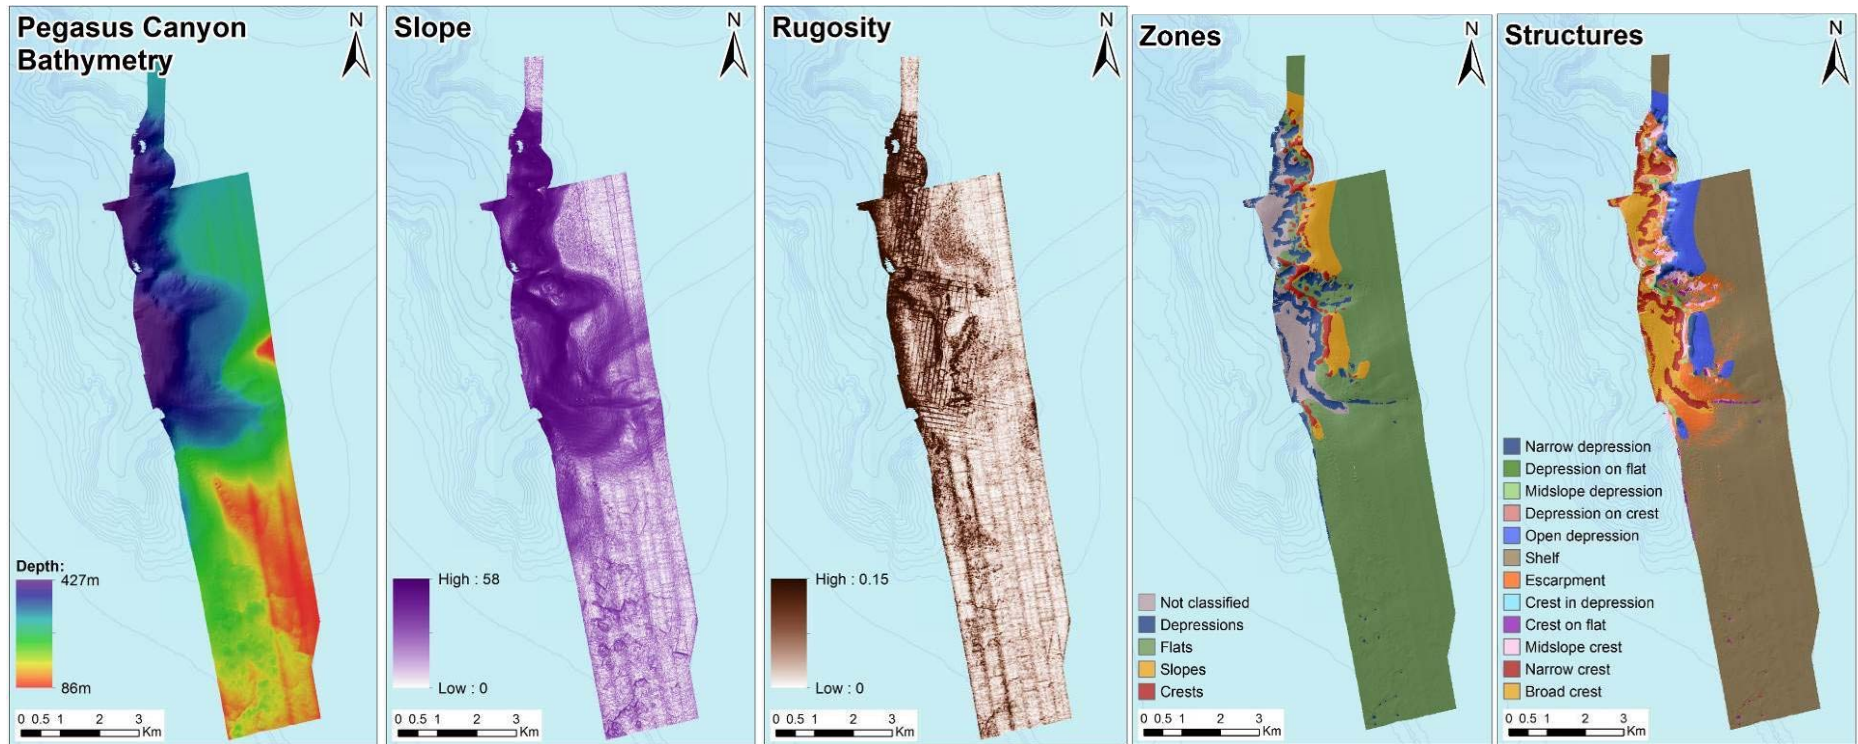 Pegasus Canyon
Bathymetry
N
Depth:
427m
86m
0 0.5 1 2 3
Km
Slope
N
High : 58
Low : 0
0 0.5 1 2 3
Km
Rugosity
N
High : 0.15
Low : 0
0 0.5 1 2 3
Km
Zones
N
Not classified
Depressions
Flats
Slopes
Crests
0 0.5 1 2 3
Km
Structures
N
Narrow depression
Depression on flat
Midslope depression
Depression on crest
Open depression
Shelf
Escarpment
Crest in depression
Crest on flat
Midslope crest
Narrow crest
Broad crest
0 0.5 1 2 3
Km